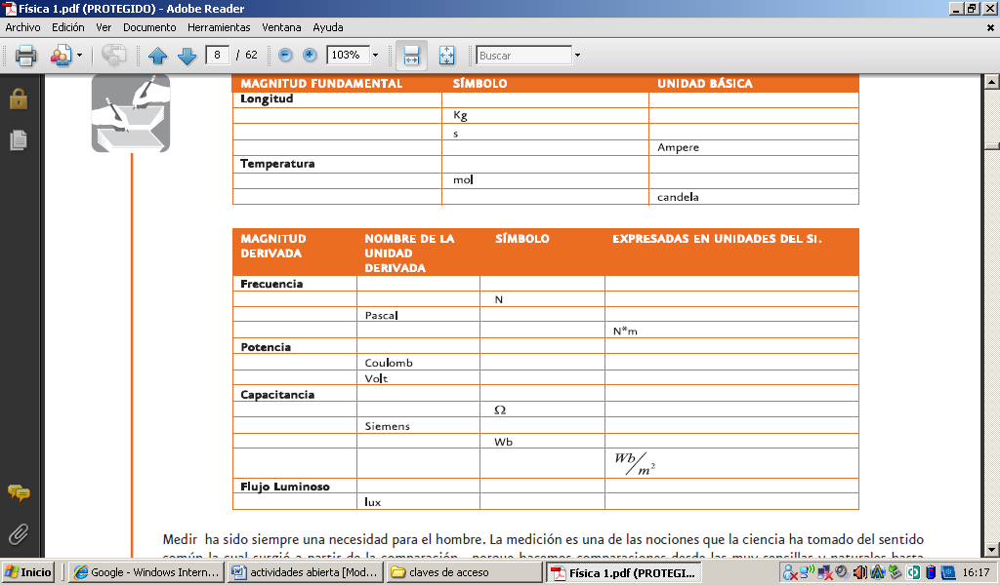 Física 1.pdf (PROTEGIDO) - Adobe Reader
Archivo Edición Ver Documento Herramientas Ventana Ayuda
8 / 62 103% Buscar
MAGNITUD FUNDAMENTAL SÍMBOLO UNIDAD BÁSICA
Longitud
Kg
s
Ampere
Temperatura
mol
candela
MAGNITUD DERIVADA NOMBRE DE LA UNIDAD DERIVADA SÍMBOLO EXPRESADAS EN UNIDADES DEL SI.
Frecuencia
N
Pascal
N*m
Potencia
Coulomb
Volt
Capacitancia
Ω
Siemens
Wb
Wb/m²
Flujo Luminoso
lux
Medir ha sido siempre una necesidad para el hombre. La medición es una de las nociones que la ciencia ha tomado del sentido
común la cual surgió a partir de la comparación, porque hacemos comparaciones desde las muy sencillas y naturales hasta
Inicio Google - Windows Intern... actividades abierta [Mod... claves de acceso Física 1.pdf (PROTEGI... 16:17